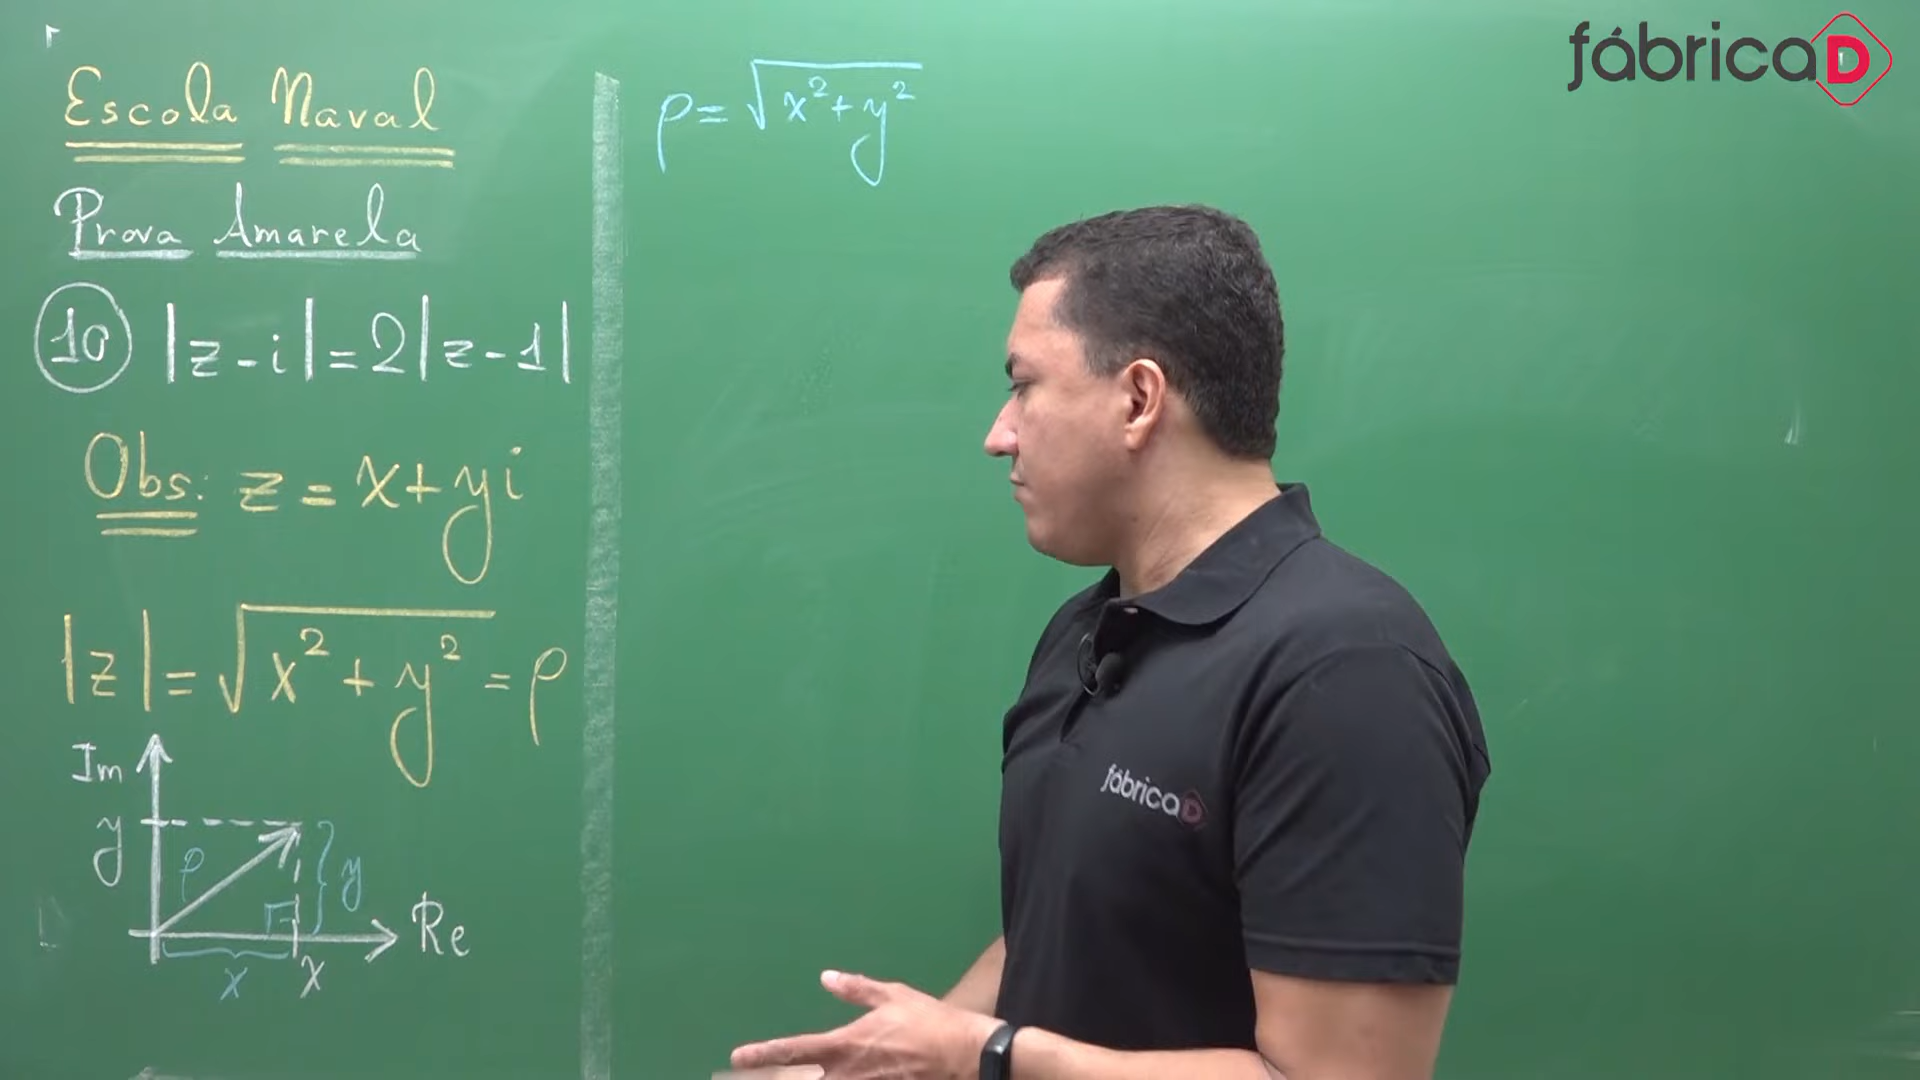 Escola Naval
Prova Amarela
10 |z-i|=2|z-1|
Obs: z = x+yi
|z|=√x²+y² = ρ
Im
y
ρ
y
Re
x
x
ρ=√x²+y²
fábricaD
fábricaD